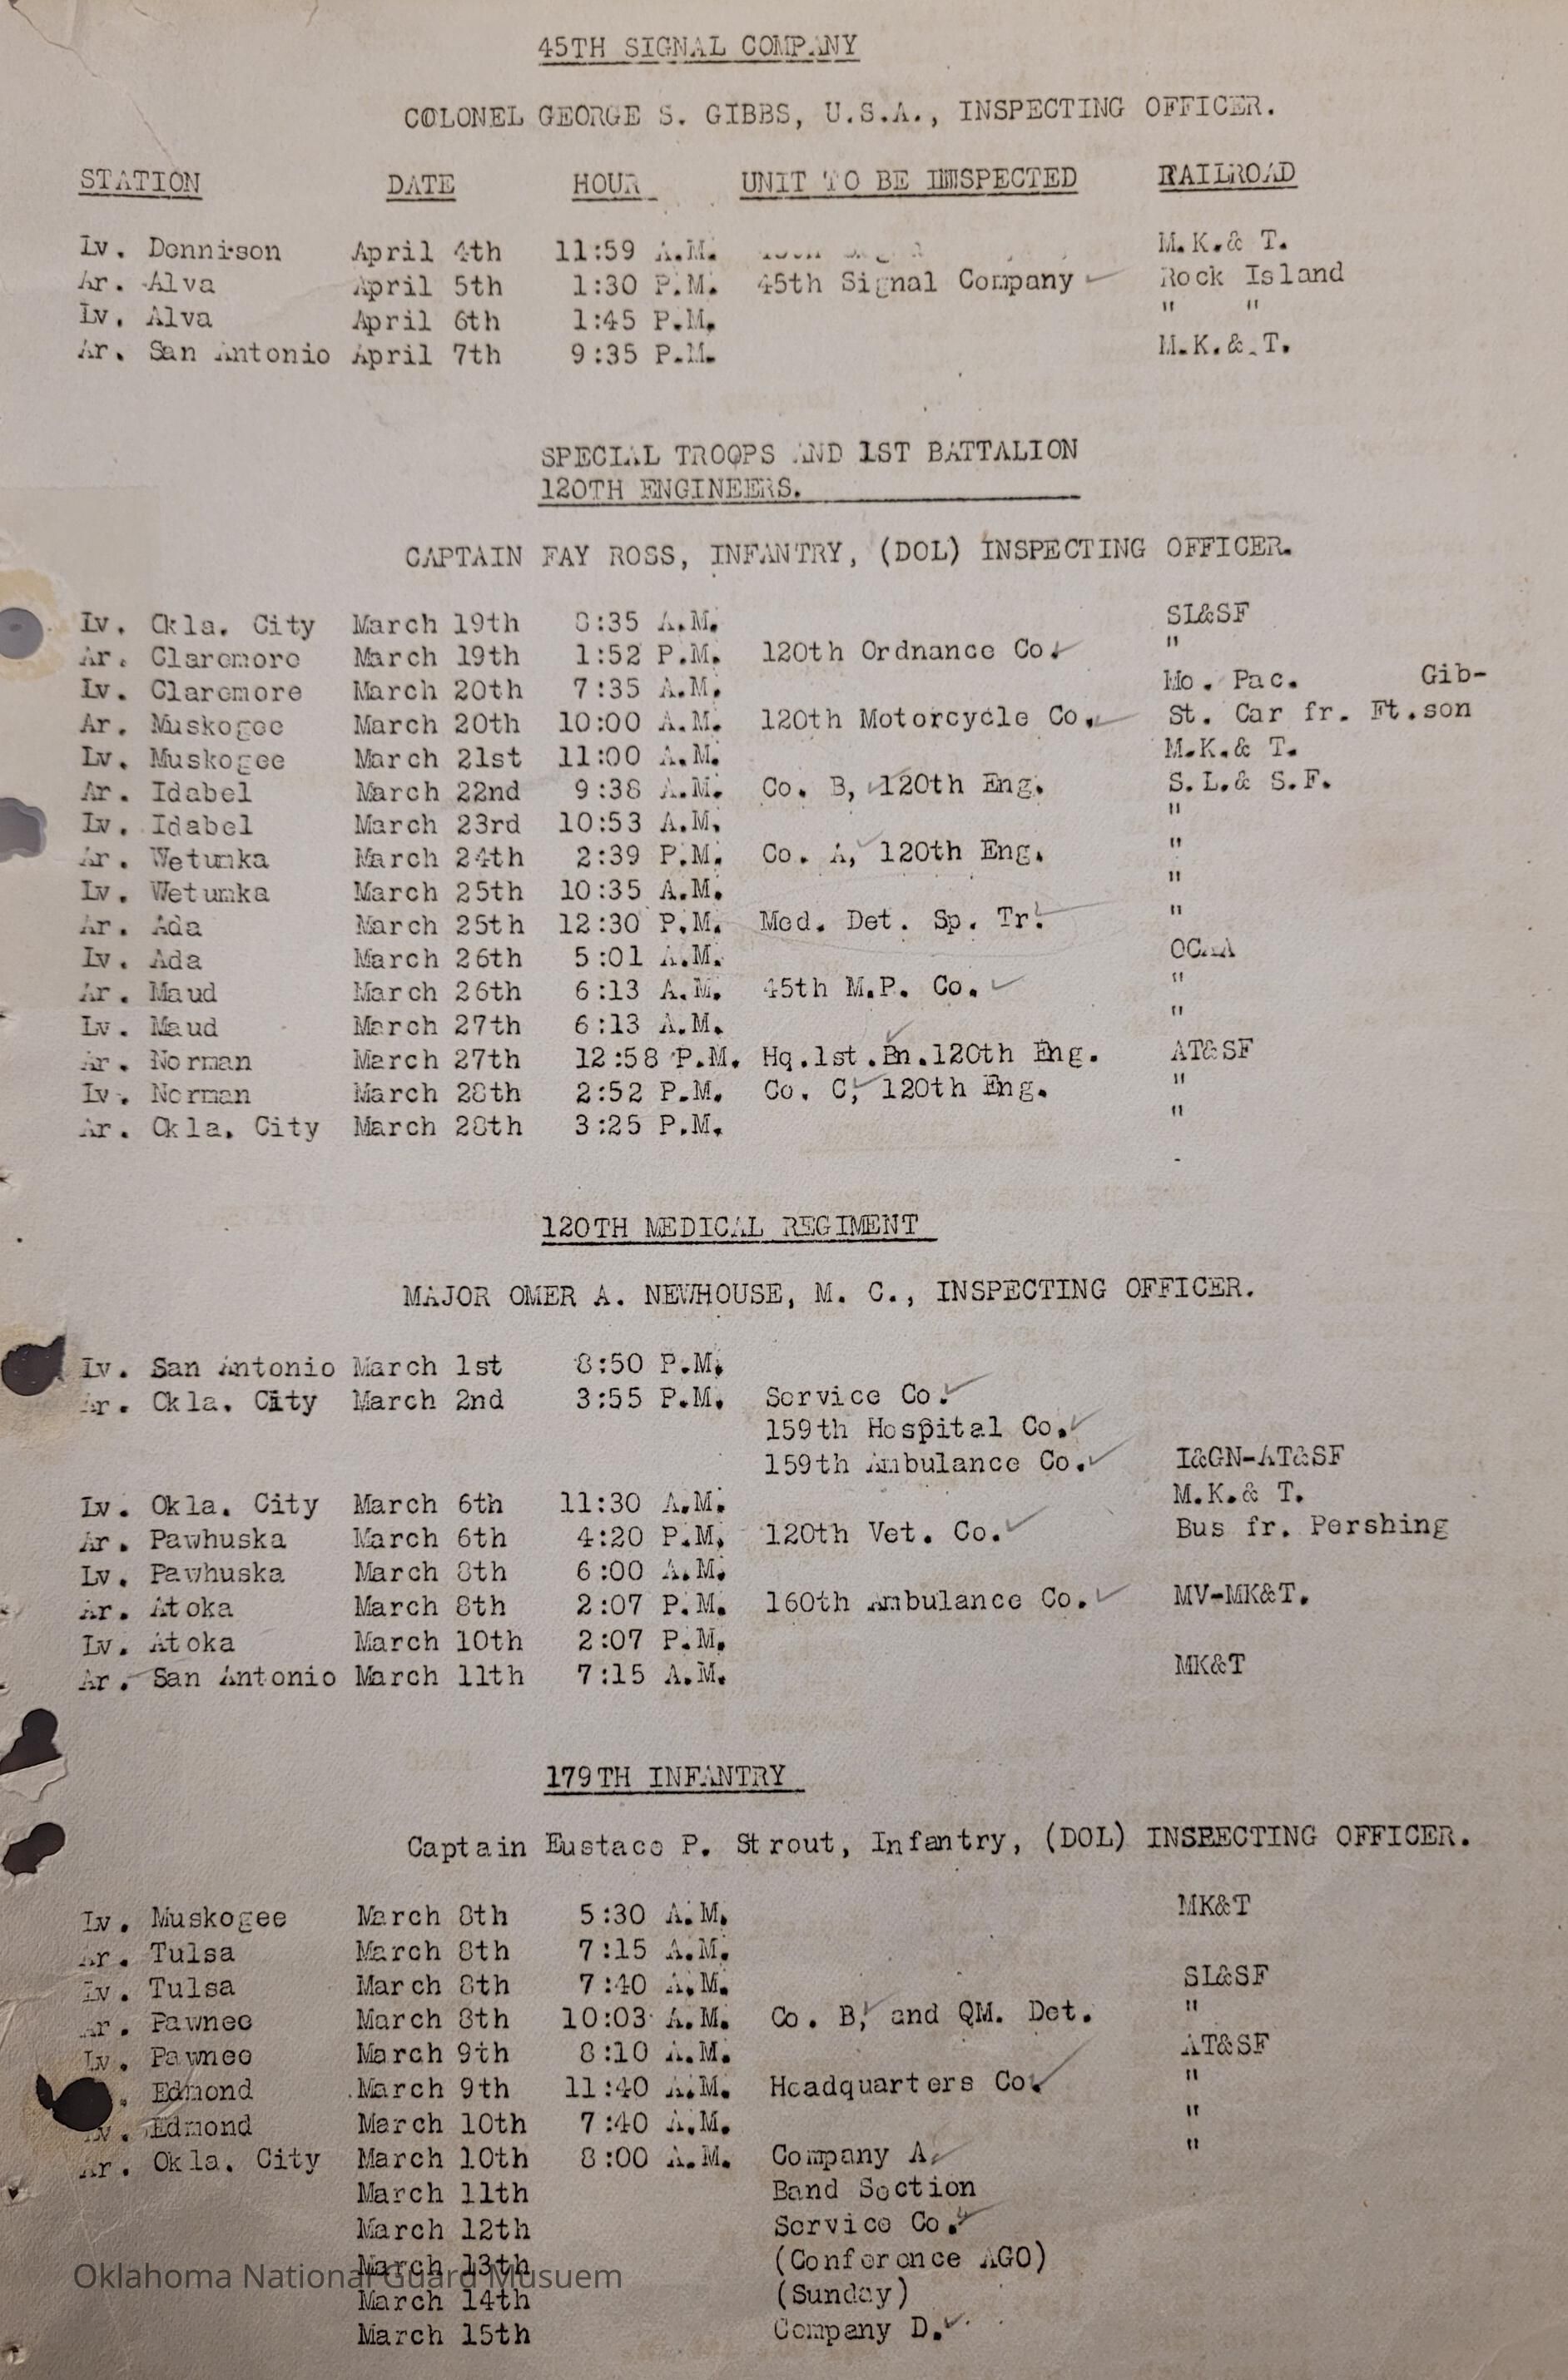 45TH SIGNAL COMPANY
COLONEL GEORGE S. GIBBS, U.S.A., INSPECTING OFFICER.
STATION DATE HOUR UNIT TO BE INSPECTED RAILROAD
Lv. Dennison April 4th 11:59 A.M. M.K.& T.
Ar. Alva April 5th 1:30 P.M. 45th Signal Company Rock Island
Lv. Alva April 6th 1:45 P.M. " "
Ar. San Antonio April 7th 9:35 P.M. M.K.& T.
SPECIAL TROOPS AND 1ST BATTALION
120TH ENGINEERS.
CAPTAIN FAY ROSS, INFANTRY, (DOL) INSPECTING OFFICER.
Lv. Okla. City March 19th 8:35 A.M. SL&SF
Ar. Claremore March 19th 1:52 P.M. 120th Ordnance Co. "
Lv. Claremore March 20th 7:35 A.M. Mo. Pac. Gib-
Ar. Muskogee March 20th 10:00 A.M. 120th Motorcycle Co. St. Car fr. Ft.son
Lv. Muskogee March 21st 11:00 A.M. M.K.& T.
Ar. Idabel March 22nd 9:38 A.M. Co. B, 120th Eng. S.L.& S.F.
Lv. Idabel March 23rd 10:53 A.M. "
Ar. Wetumka March 24th 2:39 P.M. Co. A, 120th Eng. "
Lv. Wetumka March 25th 10:35 A.M. "
Ar. Ada March 25th 12:30 P.M. Med. Det. Sp. Tr. "
Lv. Ada March 26th 5:01 A.M. OCAA
Ar. Maud March 26th 6:13 A.M. 45th M.P. Co. "
Lv. Maud March 27th 6:13 A.M. "
Ar. Norman March 27th 12:58 P.M. Hq.1st.Bn.120th Eng. AT&SF
Lv. Norman March 28th 2:52 P.M. Co. C, 120th Eng. "
Ar. Okla. City March 28th 3:25 P.M. "
120TH MEDICAL REGIMENT
MAJOR OMER A. NEWHOUSE, M. C., INSPECTING OFFICER.
Lv. San Antonio March 1st 8:50 P.M.
Ar. Okla. City March 2nd 3:55 P.M. Service Co.
159th Hospital Co.
159th Ambulance Co. I&GN-AT&SF
Lv. Okla. City March 6th 11:30 A.M. M.K.& T.
Ar. Pawhuska March 6th 4:20 P.M. 120th Vet. Co. Bus fr. Pershing
Lv. Pawhuska March 8th 6:00 A.M.
Ar. Atoka March 8th 2:07 P.M. 160th Ambulance Co. MV-MK&T.
Lv. Atoka March 10th 2:07 P.M.
Ar. San Antonio March 11th 7:15 A.M. MK&T
179TH INFANTRY
Captain Eustace P. Strout, Infantry, (DOL) INSPECTING OFFICER.
Lv. Muskogee March 8th 5:30 A.M. MK&T
Ar. Tulsa March 8th 7:15 A.M.
Lv. Tulsa March 8th 7:40 A.M. SL&SF
Ar. Pawnee March 8th 10:03 A.M. Co. B, and QM. Det. "
Lv. Pawnee March 9th 8:10 A.M. AT&SF
. Edmond March 9th 11:40 A.M. Headquarters Co. "
Lv. Edmond March 10th 7:40 A.M. "
Ar. Okla. City March 10th 8:00 A.M. Company A. "
March 11th Band Section
March 12th Service Co.
March 13th (Conference AGO)
Oklahoma National Guard Musuem
March 14th (Sunday)
March 15th Company D.